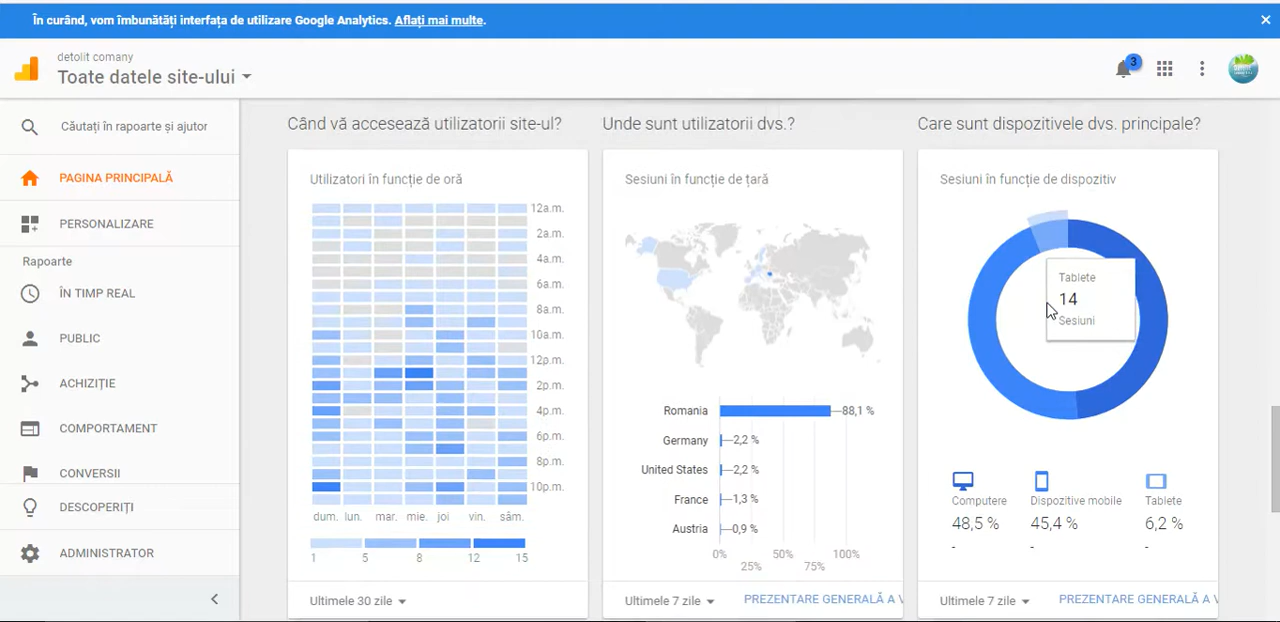 În curând, vom îmbunătăți interfața de utilizare Google Analytics. Aflați mai multe.
detolit comany
Toate datele site-ului
3
Căutați în rapoarte și ajutor
PAGINA PRINCIPALĂ
PERSONALIZARE
Rapoarte
ÎN TIMP REAL
PUBLIC
ACHIZIȚIE
COMPORTAMENT
CONVERSII
DESCOPERIȚI
ADMINISTRATOR
Când vă accesează utilizatorii site-ul?
Utilizatori în funcție de oră
12a.m.
2a.m.
4a.m.
6a.m.
8a.m.
10a.m.
12p.m.
2p.m.
4p.m.
6p.m.
8p.m.
10p.m.
dum. lun. mar. mie. joi vin. sâm.
1 5 8 12 15
Ultimele 30 zile
Unde sunt utilizatorii dvs.?
Sesiuni în funcție de țară
Romania 88,1 %
Germany 2,2 %
United States 2,2 %
France 1,3 %
Austria 0,9 %
0% 50% 100%
25% 75%
Ultimele 7 zile PREZENTARE GENERALĂ A V
Care sunt dispozitivele dvs. principale?
Sesiuni în funcție de dispozitiv
Tablete
14
Sesiuni
Computere Dispozitive mobile Tablete
48,5 % 45,4 % 6,2 %
- - -
Ultimele 7 zile PREZENTARE GENERALĂ A V